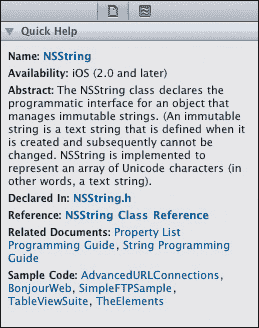 Quick Help
Name: NSString
Availability: iOS (2.0 and later)
Abstract: The NSString class declares the
programmatic interface for an object that
manages immutable strings. (An immutable
string is a text string that is defined when it
is created and subsequently cannot be
changed. NSString is implemented to
represent an array of Unicode characters (in
other words, a text string).
Declared In: NSString.h
Reference: NSString Class Reference
Related Documents: Property List
Programming Guide, String Programming
Guide
Sample Code: AdvancedURLConnections,
BonjourWeb, SimpleFTPSample,
TableViewSuite, TheElements